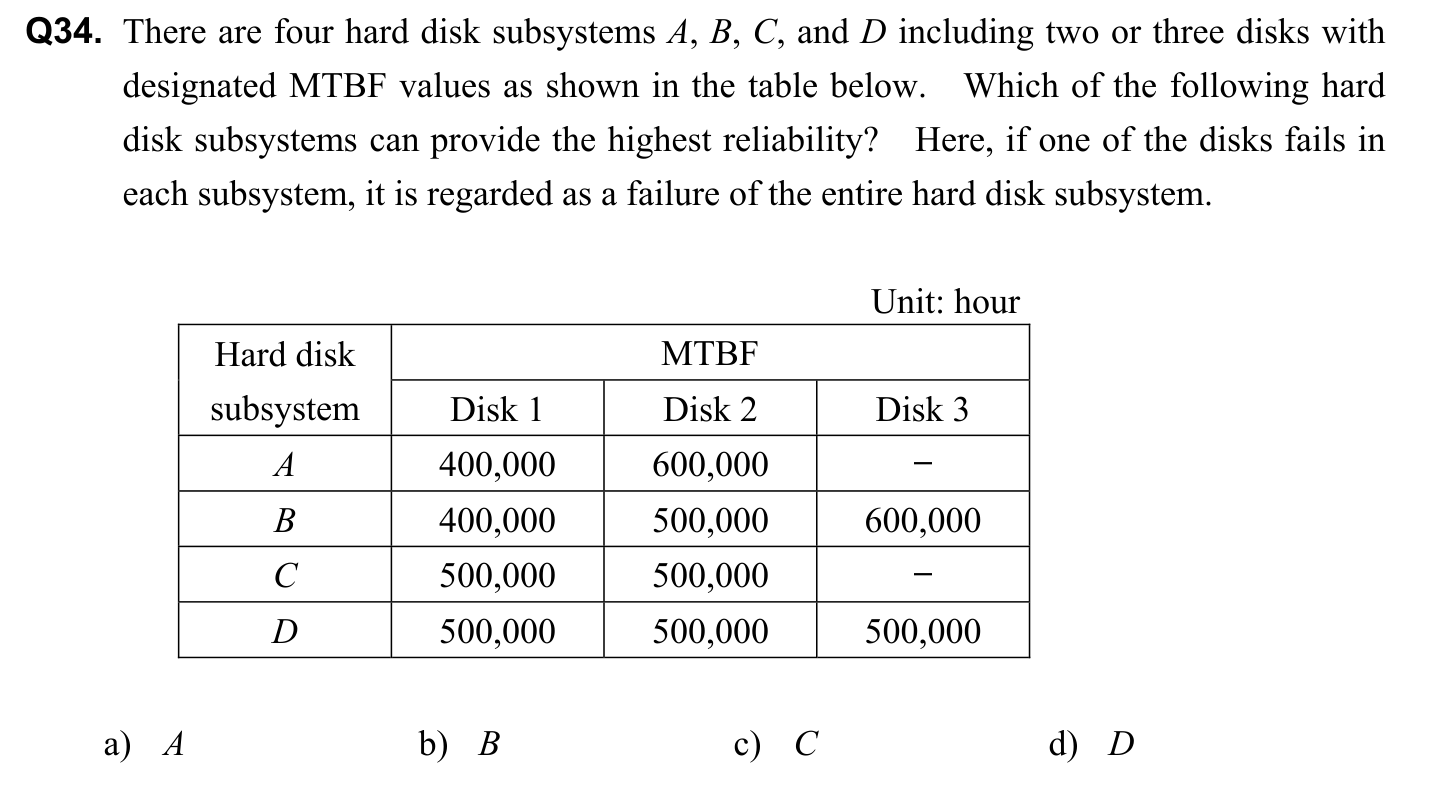 Q34. There are four hard disk subsystems A, B, C, and D including two or three disks with
designated MTBF values as shown in the table below. Which of the following hard
disk subsystems can provide the highest reliability? Here, if one of the disks fails in
each subsystem, it is regarded as a failure of the entire hard disk subsystem.
Unit: hour
Hard disk subsystem MTBF
Disk 1 Disk 2 Disk 3
A 400,000 600,000 –
B 400,000 500,000 600,000
C 500,000 500,000 –
D 500,000 500,000 500,000
a) A b) B c) C d) D